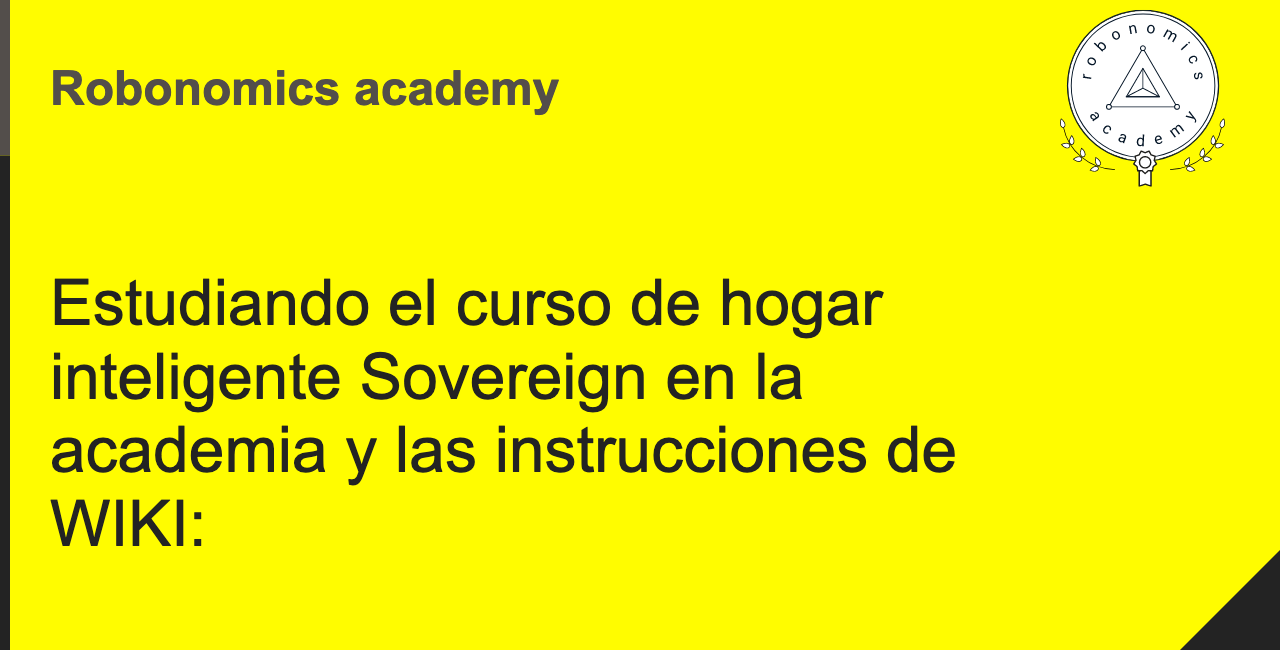 Robonomics academy
robonomics
academy
Estudiando el curso de hogar
inteligente Sovereign en la
academia y las instrucciones de
WIKI: